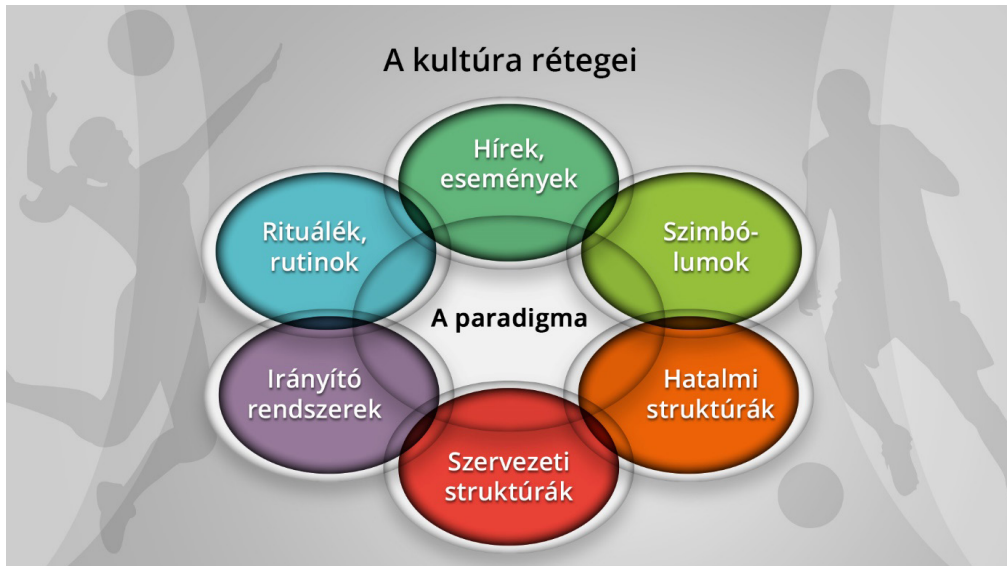 A kultúra rétegei
Hírek,
események
Rituálék,
rutinok
Szimbó-
lumok
A paradigma
Irányító
rendszerek
Hatalmi
struktúrák
Szervezeti
struktúrák